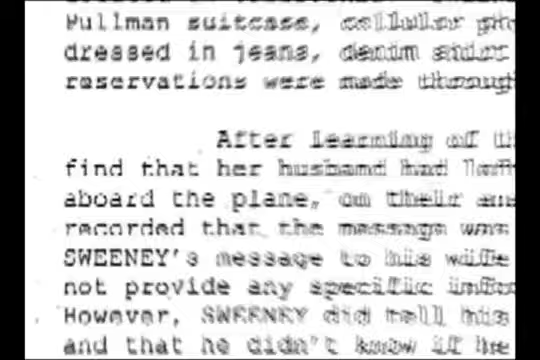 Pullman suitcase, cellular
dressed in jeans, denim shirt
reservations were made through
After learning of
find that her husband had left
aboard the plane, on their
recorded that the message was
SWEENEY's message to his wife
not provide any specific
However, SWEENEY did tell his
and that he didn't know if he